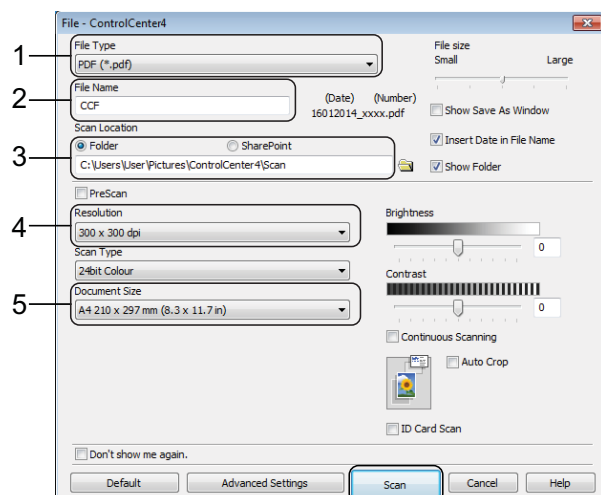 File - ControlCenter4
1
File Type
PDF (*.pdf)
File size
Small Large
2
File Name
CCF
(Date) (Number)
16012014_xxxx.pdf
Show Save As Window
Scan Location
3
Folder SharePoint
Insert Date in File Name
C:\Users\User\Pictures\ControlCenter4\Scan
Show Folder
PreScan
4
Resolution
300 x 300 dpi
Brightness
0
Scan Type
24bit Colour
Contrast
5
Document Size
A4 210 x 297 mm (8.3 x 11.7 in)
0
Continuous Scanning
Auto Crop
ID Card Scan
Don't show me again.
Default Advanced Settings Scan Cancel Help